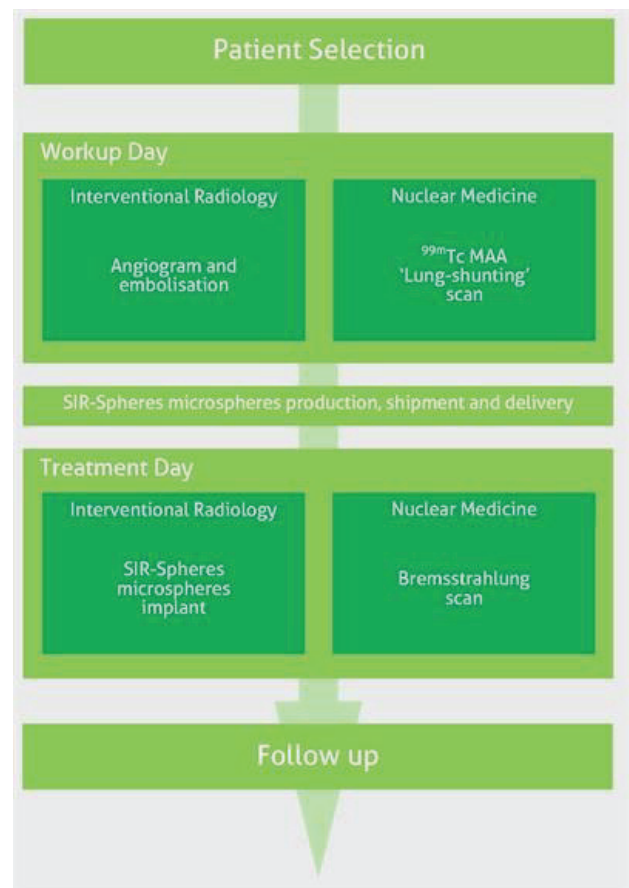 Patient Selection
Workup Day
Interventional Radiology
Angiogram and
embolisation
Nuclear Medicine
⁹⁹ᵐTc MAA
‘Lung-shunting’
scan
SIR-Spheres microspheres production, shipment and delivery
Treatment Day
Interventional Radiology
SIR-Spheres
microspheres
implant
Nuclear Medicine
Bremsstrahlung
scan
Follow up